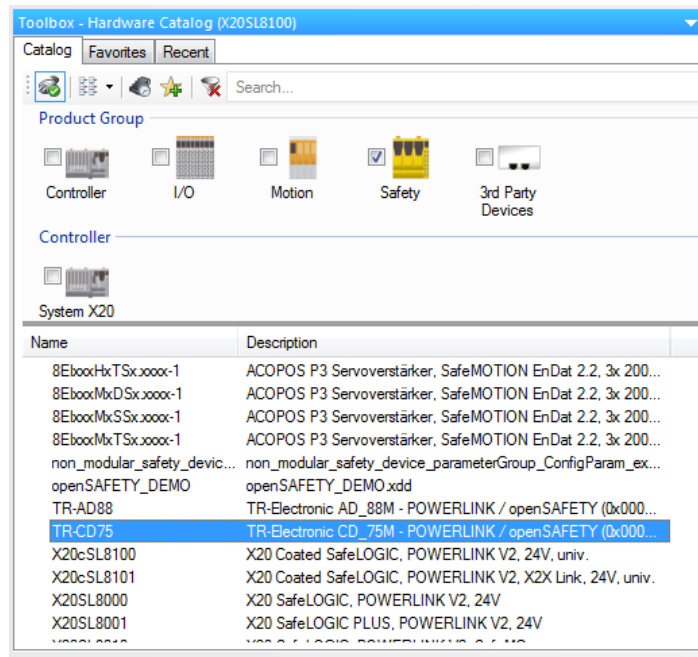 Toolbox - Hardware Catalog (X20SL8100)
Catalog Favorites Recent
Search...
Product Group
Controller I/O Motion Safety 3rd Party Devices
Controller
System X20
Name Description
8EIxxxHxTSx.xxxx-1 ACOPOS P3 Servoverstärker, SafeMOTION EnDat 2.2, 3x 200...
8EIxxxMxDSx.xxxx-1 ACOPOS P3 Servoverstärker, SafeMOTION EnDat 2.2, 3x 200...
8EIxxxMxSSx.xxxx-1 ACOPOS P3 Servoverstärker, SafeMOTION EnDat 2.2, 3x 200...
8EIxxxMxTSx.xxxx-1 ACOPOS P3 Servoverstärker, SafeMOTION EnDat 2.2, 3x 200...
non_modular_safety_devic... non_modular_safety_device_parameterGroup_ConfigParam_ex...
openSAFETY_DEMO openSAFETY_DEMO.xdd
TR-AD88 TR-Electronic AD_88M - POWERLINK / openSAFETY (0x000...
TR-CD75 TR-Electronic CD_75M - POWERLINK / openSAFETY (0x000...
X20cSL8100 X20 Coated SafeLOGIC, POWERLINK V2, 24V, univ.
X20cSL8101 X20 Coated SafeLOGIC, POWERLINK V2, X2X Link, 24V, univ.
X20SL8000 X20 SafeLOGIC, POWERLINK V2, 24V
X20SL8001 X20 SafeLOGIC PLUS, POWERLINK V2, 24V